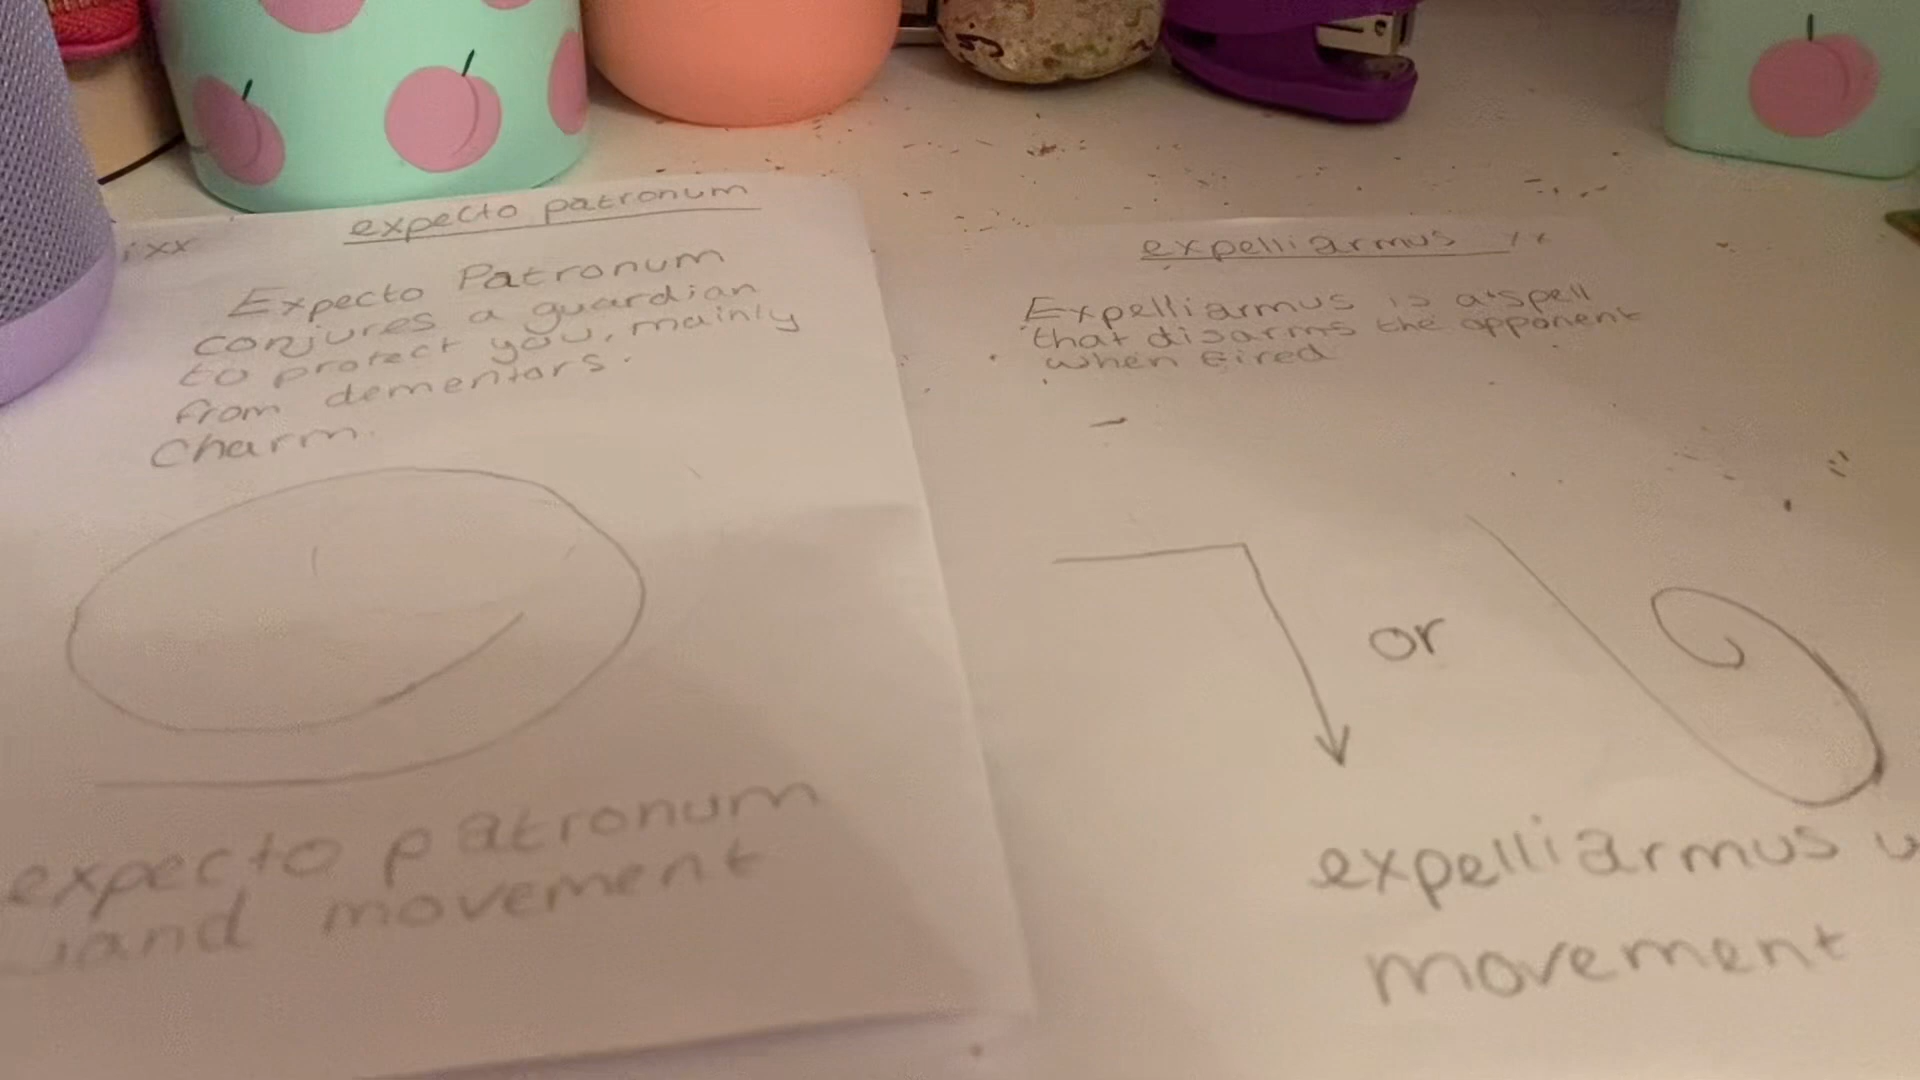 expecto patronum
Expecto Patronum
conjures a guardian
to protect you, mainly
from dementors.
Charm.
expecto patronum
wand movement
expelliarmus
Expelliarmus is a spell
that disarms the opponent
when fired
or
expelliarmus
movement